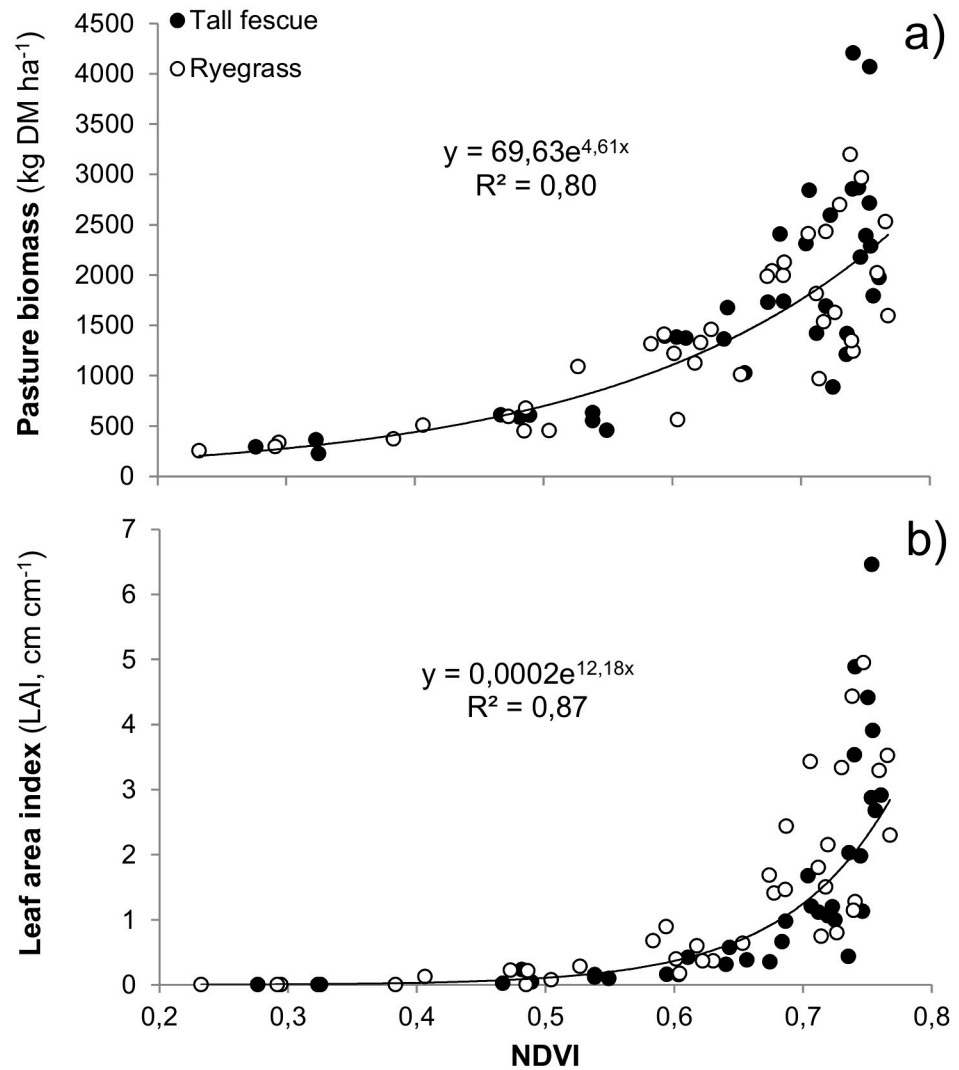 Tall fescue
Ryegrass
a)
Pasture biomass (kg DM ha⁻¹)
4500
4000
3500
3000
2500
2000
1500
1000
500
0
y = 69,63e⁴,⁶¹ˣ
R² = 0,80
b)
Leaf area index (LAI, cm cm⁻¹)
7
6
5
4
3
2
1
0
y = 0,0002e¹²,¹⁸ˣ
R² = 0,87
0,2 0,3 0,4 0,5 0,6 0,7 0,8
NDVI